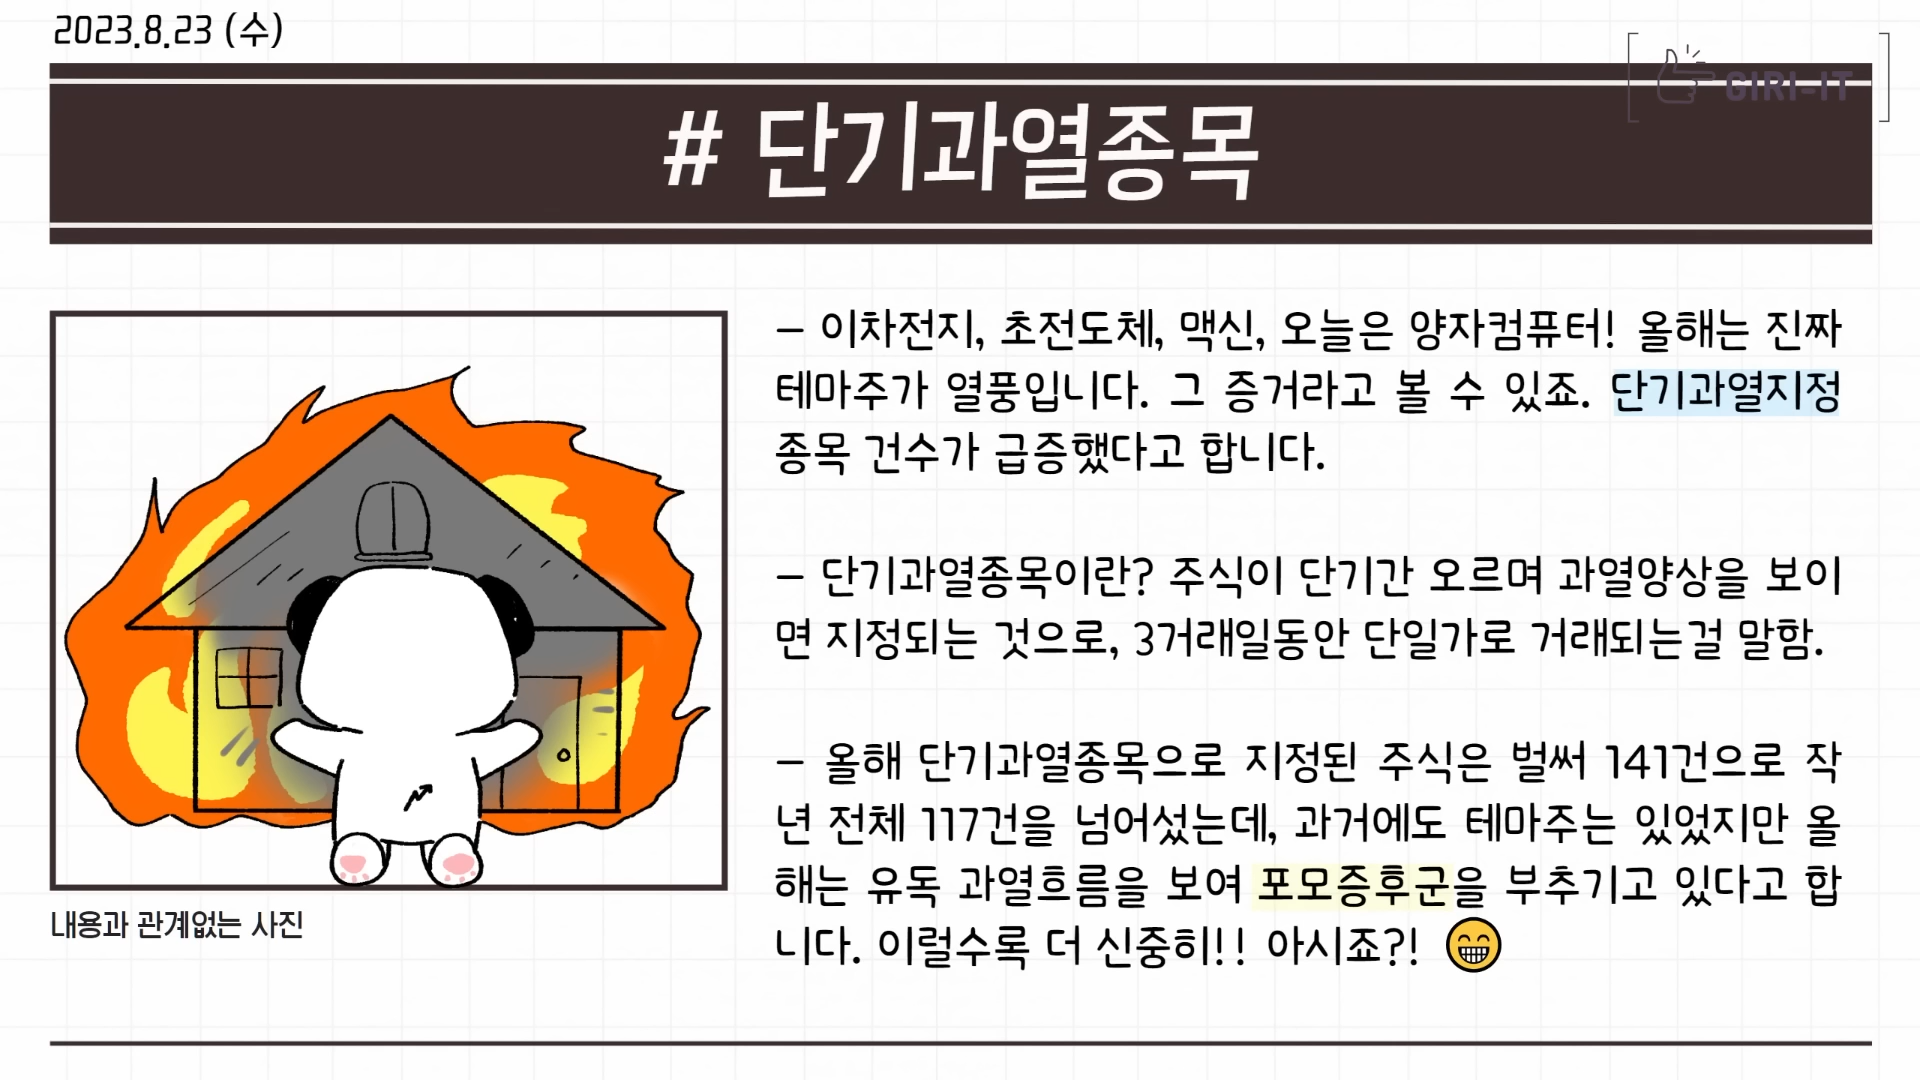 2023.8.23 (수)
GIRI-IT
# 단기과열종목
- 이차전지, 초전도체, 맥신, 오늘은 양자컴퓨터! 올해는 진짜
테마주가 열풍입니다. 그 증거라고 볼 수 있죠. 단기과열지정
종목 건수가 급증했다고 합니다.
- 단기과열종목이란? 주식이 단기간 오르며 과열양상을 보이
면 지정되는 것으로, 3거래일동안 단일가로 거래되는걸 말함.
- 올해 단기과열종목으로 지정된 주식은 벌써 141건으로 작
년 전체 117건을 넘어섰는데, 과거에도 테마주는 있었지만 올
해는 유독 과열흐름을 보여 포모증후군을 부추기고 있다고 합
니다. 이럴수록 더 신중히!! 아시죠?! 😁
내용과 관계없는 사진